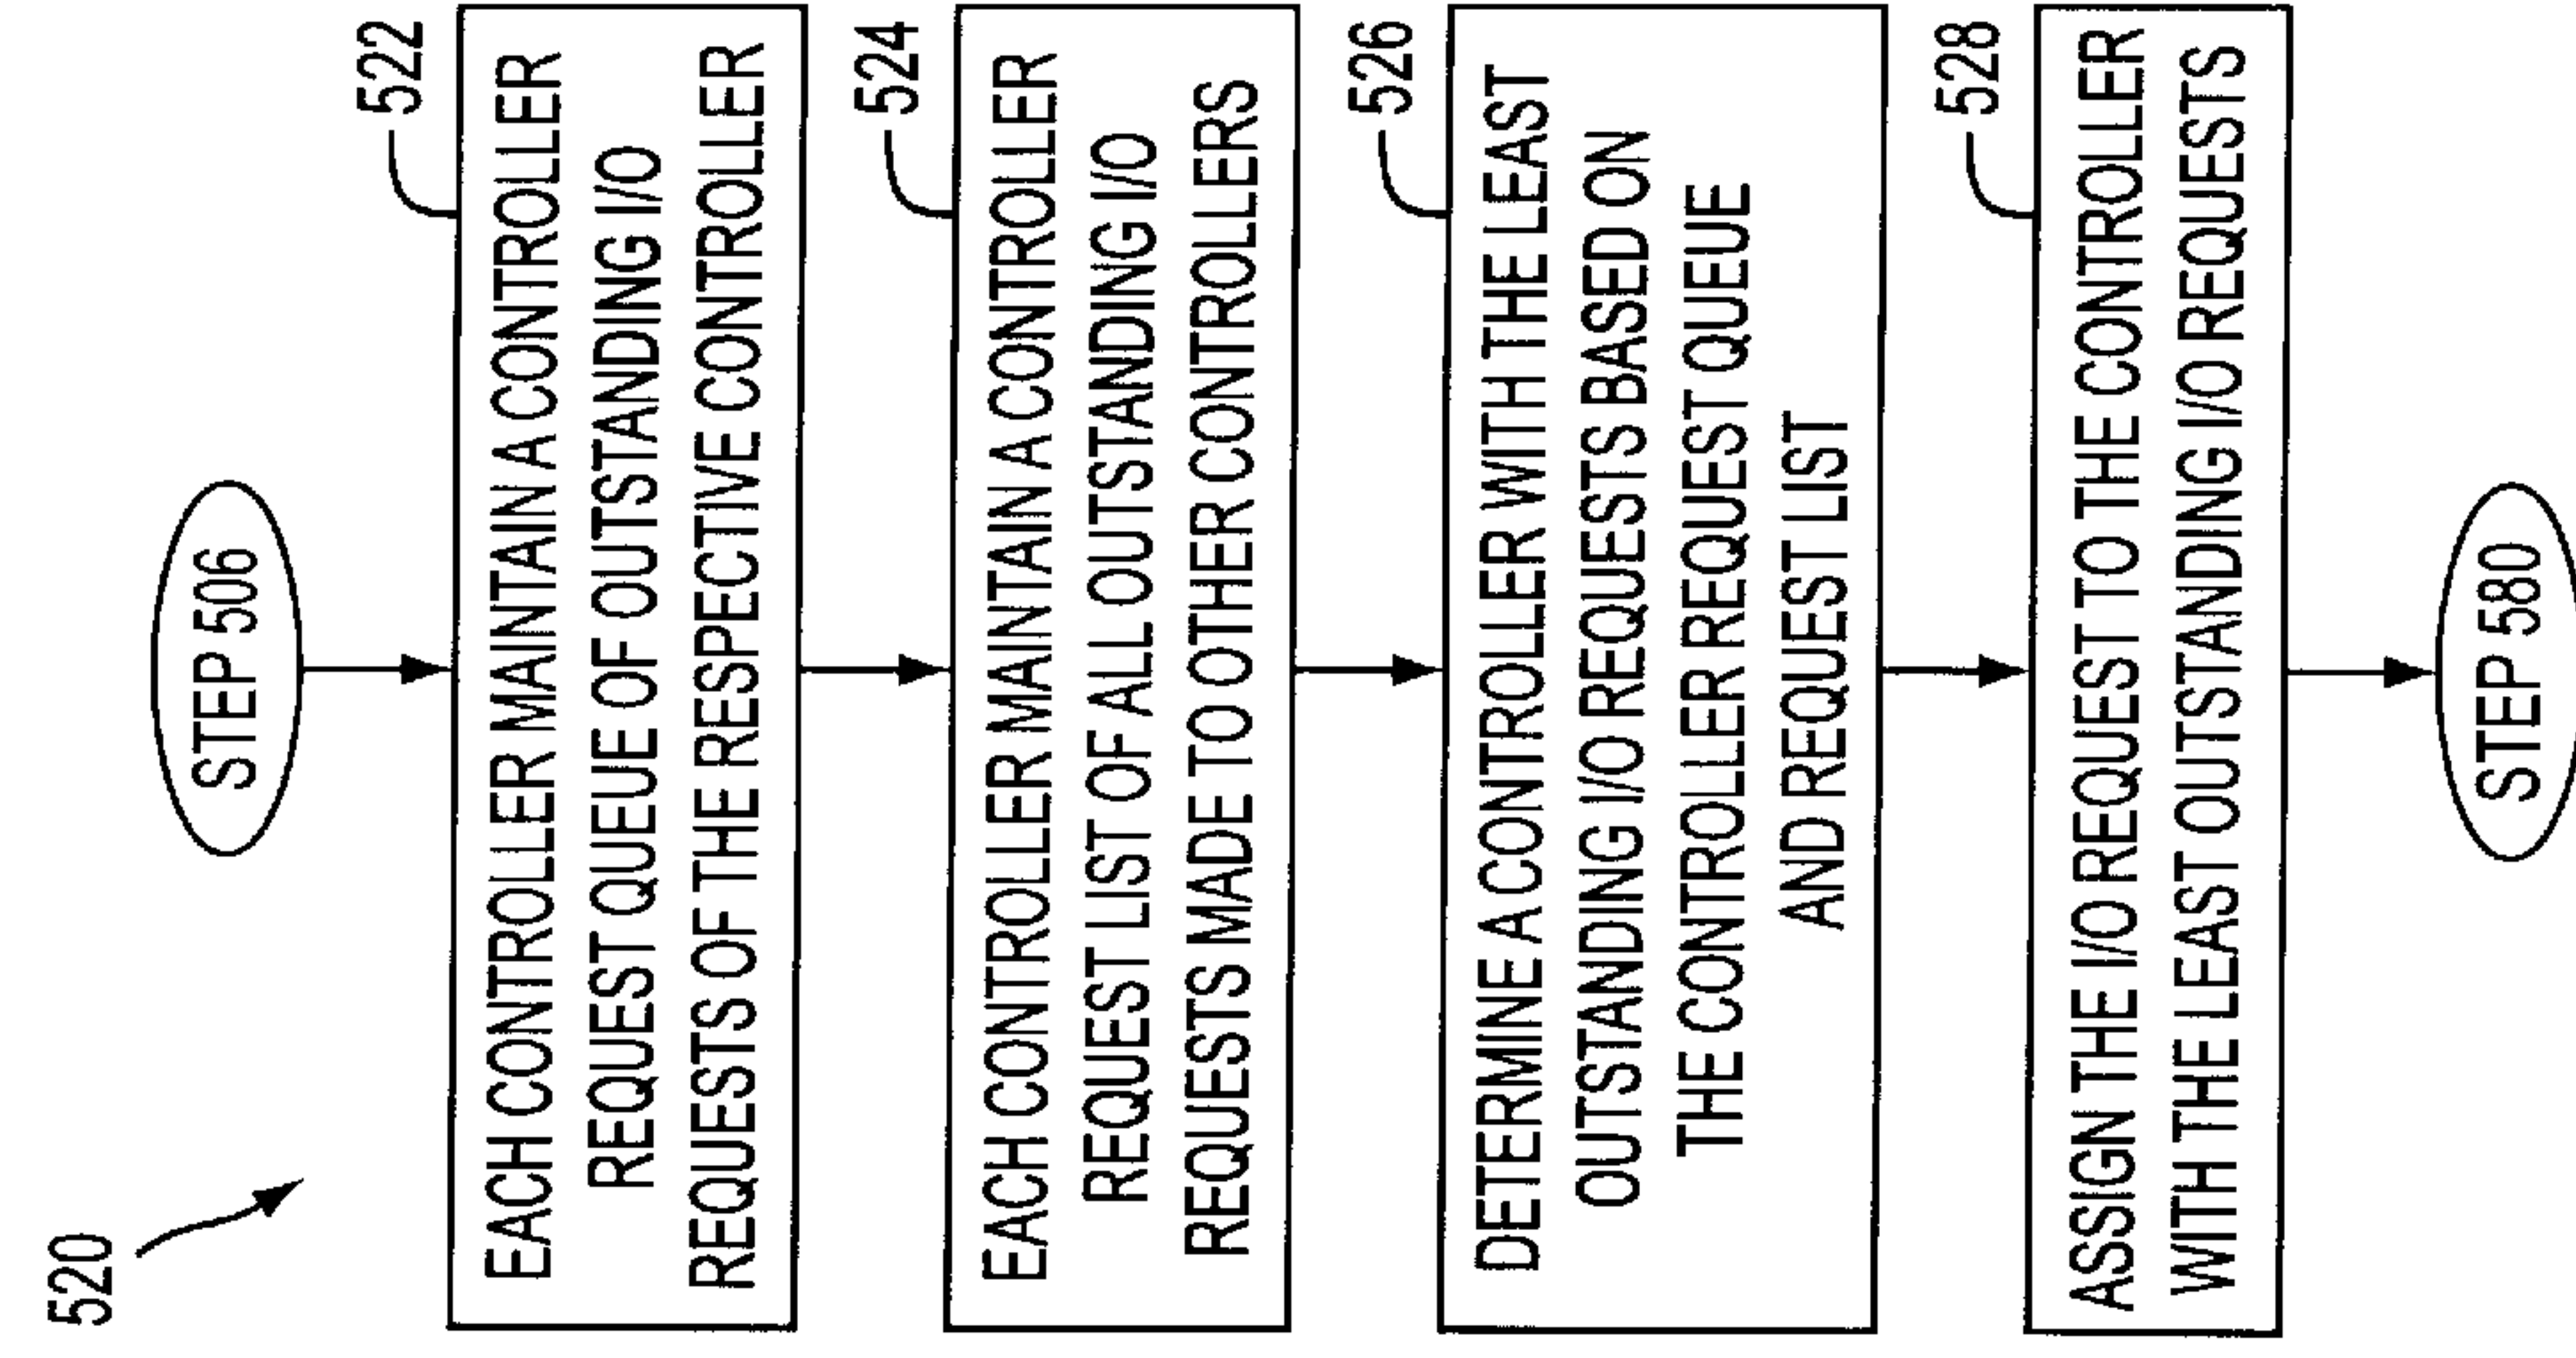 520
STEP 506
522
EACH CONTROLLER MAINTAIN A CONTROLLER
REQUEST QUEUE OF OUTSTANDING I/O
REQUESTS OF THE RESPECTIVE CONTROLLER
524
EACH CONTROLLER MAINTAIN A CONTROLLER
REQUEST LIST OF ALL OUTSTANDING I/O
REQUESTS MADE TO OTHER CONTROLLERS
526
DETERMINE A CONTROLLER WITH THE LEAST
OUTSTANDING I/O REQUESTS BASED ON
THE CONTROLLER REQUEST QUEUE
AND REQUEST LIST
528
ASSIGN THE I/O REQUEST TO THE CONTROLLER
WITH THE LEAST OUTSTANDING I/O REQUESTS
STEP 580